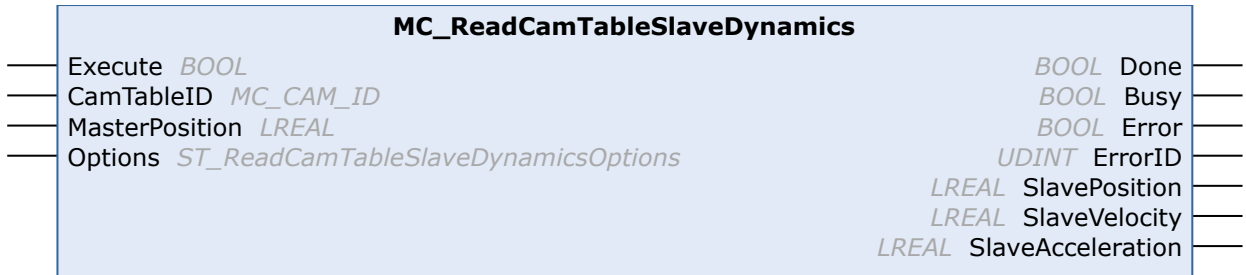 MC_ReadCamTableSlaveDynamics
Execute BOOL BOOL Done
CamTableID MC_CAM_ID BOOL Busy
MasterPosition LREAL BOOL Error
Options ST_ReadCamTableSlaveDynamicsOptions UDINT ErrorID
LREAL SlavePosition
LREAL SlaveVelocity
LREAL SlaveAcceleration